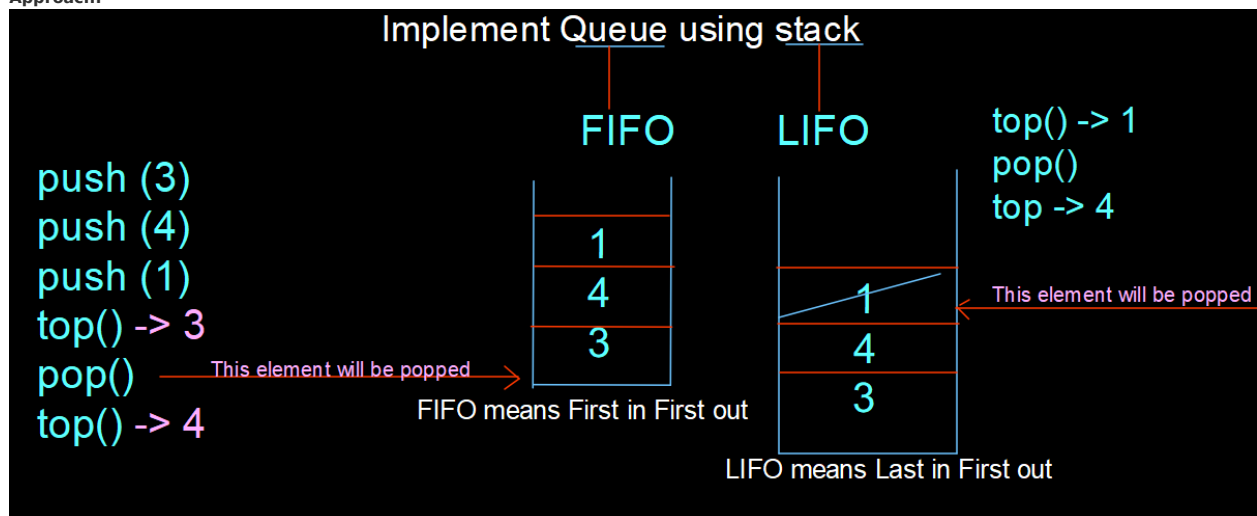 Approach:
Implement Queue using stack
FIFO
LIFO
push (3)
push (4)
push (1)
top() -> 3
pop()
This element will be popped
top() -> 4
1
4
3
FIFO means First in First out
1
4
3
LIFO means Last in First out
top() -> 1
pop()
top -> 4
This element will be popped